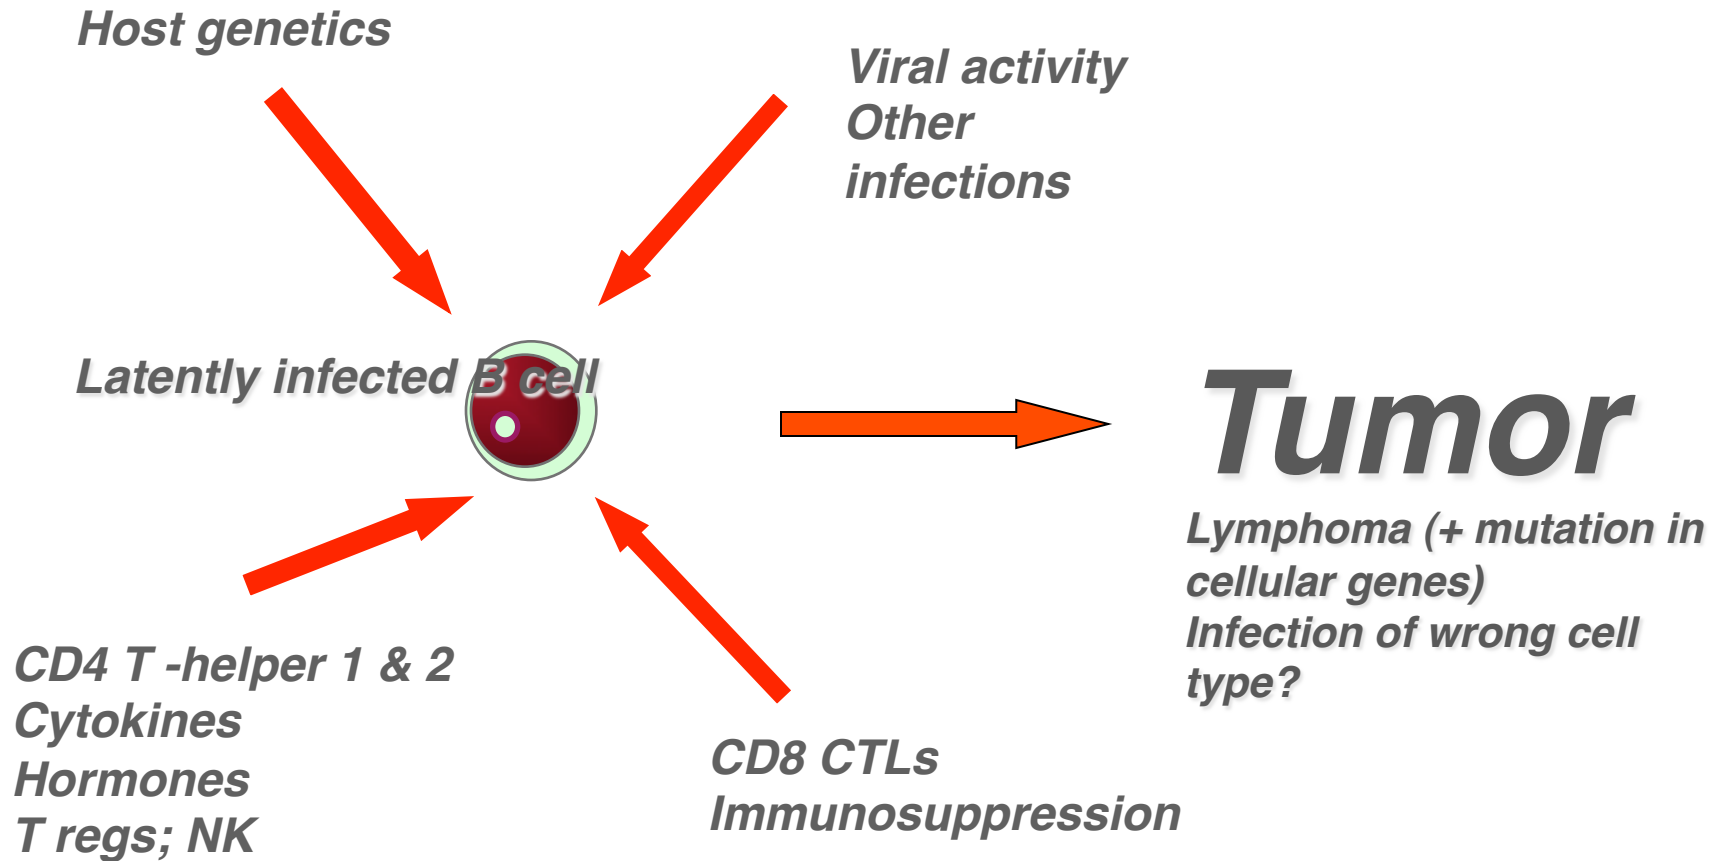 Host genetics
Viral activity
Other
infections
Latently infected B cell
Tumor
Lymphoma (+ mutation in
cellular genes)
Infection of wrong cell
type?
CD4 T -helper 1 & 2
Cytokines
Hormones
T regs; NK
CD8 CTLs
Immunosuppression